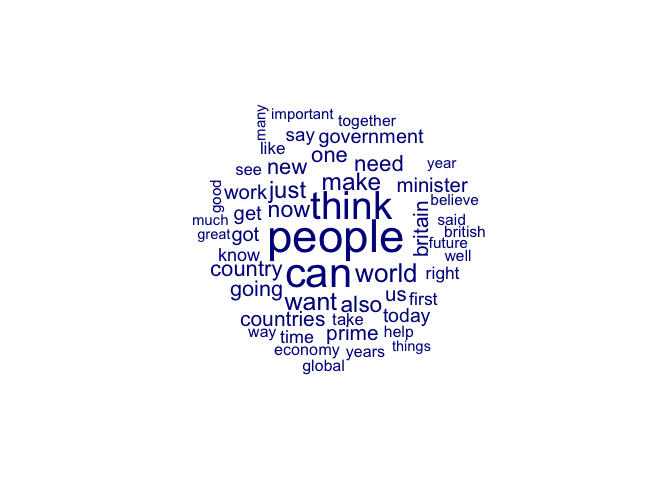 many important together
say government
like one
see new need year
good work just make minister
get now think britain believe
much said
great got people british
future
know can world well
country right
going want also us first
countries take today
way time prime help
economy years things
global